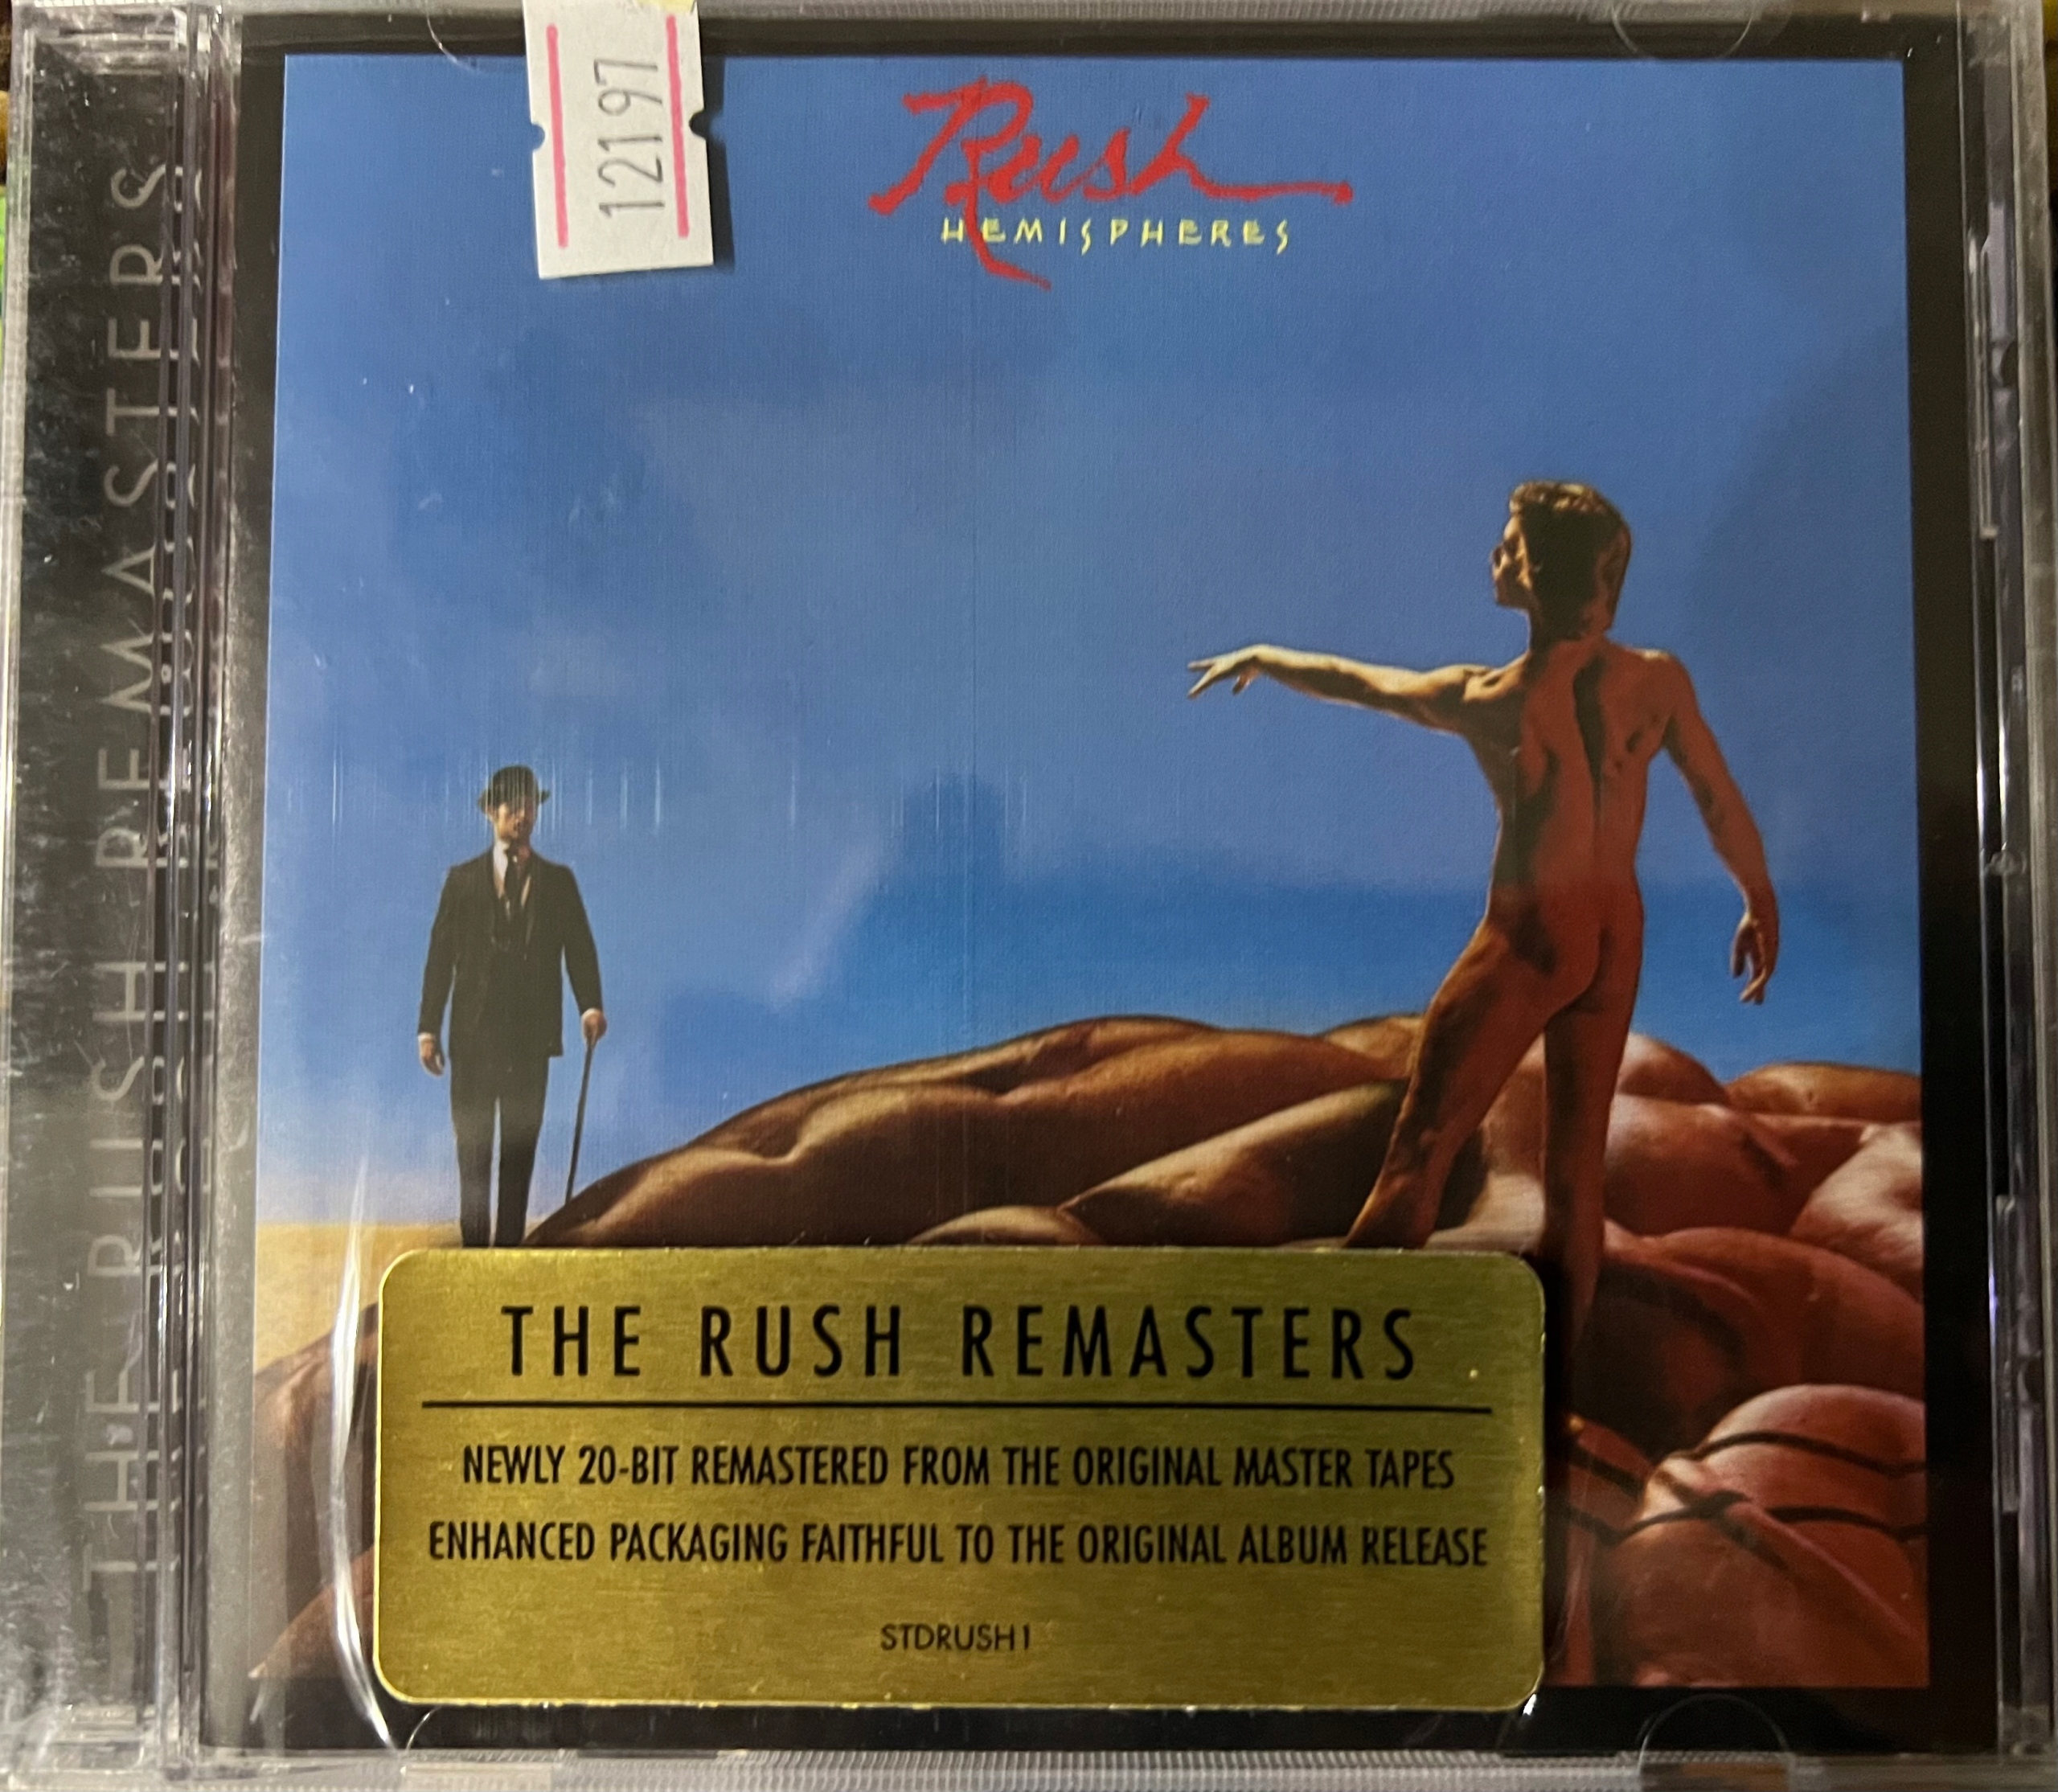 12197
Rush
HEMISPHERES
THE RUSH REMASTERS
THE RUSH REMASTERS
NEWLY 20-BIT REMASTERED FROM THE ORIGINAL MASTER TAPES
ENHANCED PACKAGING FAITHFUL TO THE ORIGINAL ALBUM RELEASE
STDRUSH1